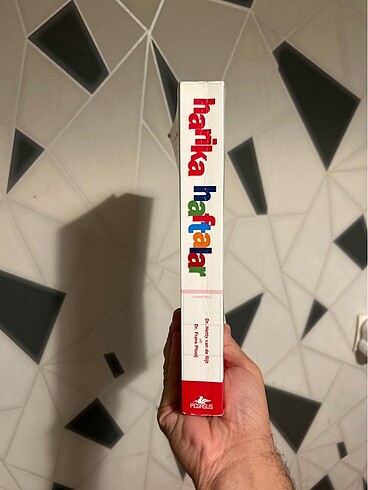 harika haftalar
Dr. Hetty van de Rijt
Dr. Frans Plooij
PEGASUS